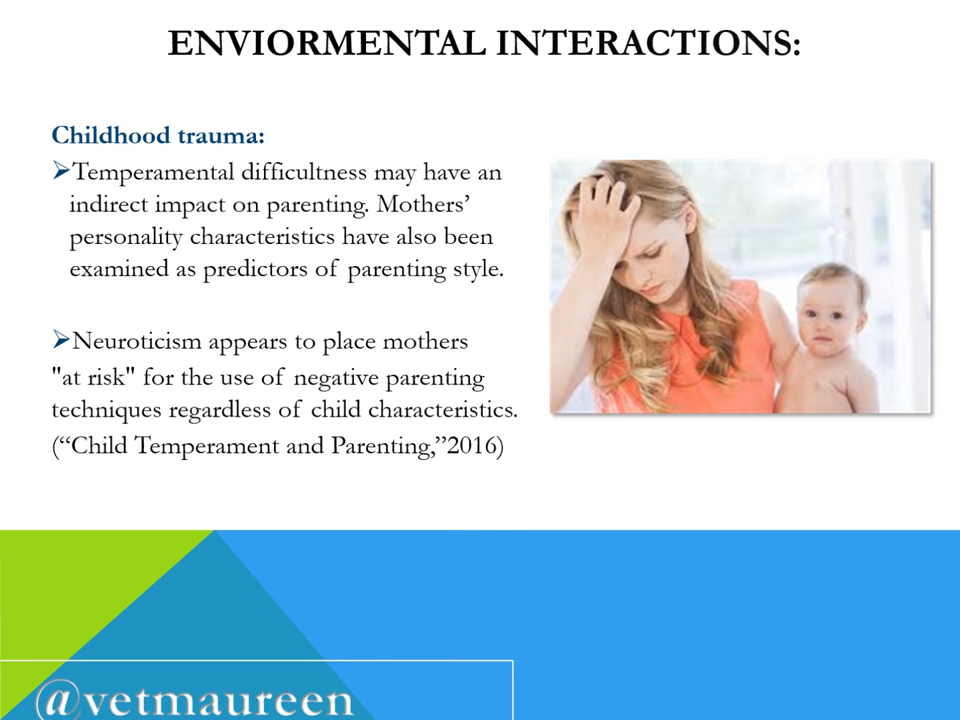 ENVIORMENTAL INTERACTIONS:
Childhood trauma:
➢Temperamental difficultness may have an
indirect impact on parenting. Mothers’
personality characteristics have also been
examined as predictors of parenting style.
➢Neuroticism appears to place mothers
"at risk" for the use of negative parenting
techniques regardless of child characteristics.
(“Child Temperament and Parenting,”2016)
@vetmaureen